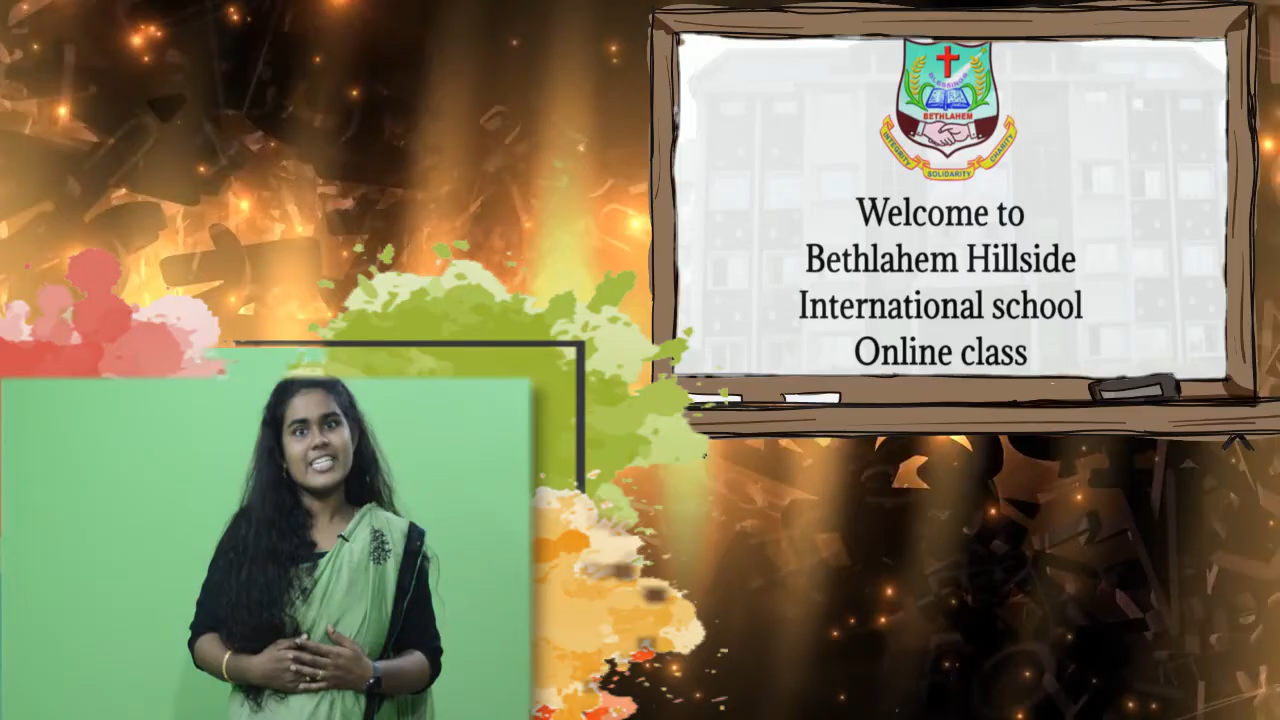 BLESSINGS
BETHLAHEM
INTEGRITY
SOLIDARITY
CHARITY
Welcome to
Bethlahem Hillside
International school
Online class